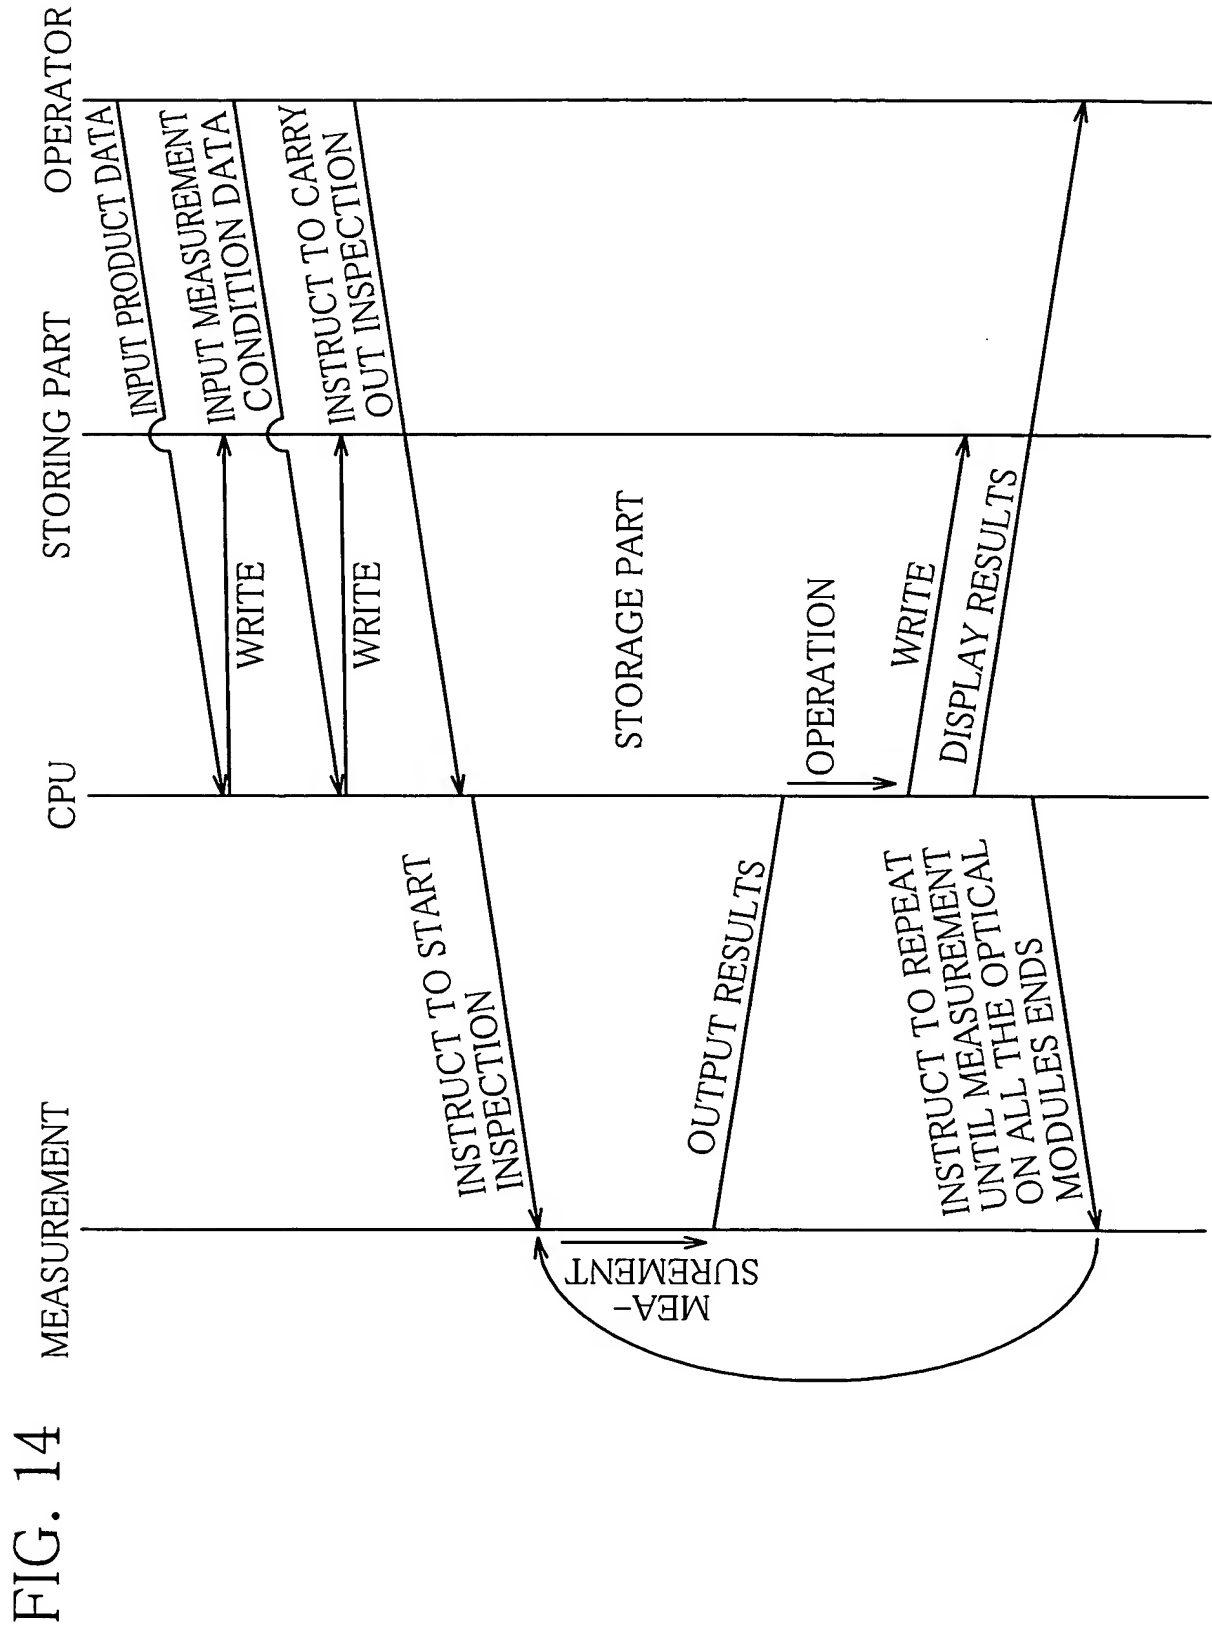 FIG. 14
MEASUREMENT
CPU
STORING PART
OPERATOR
INPUT PRODUCT DATA
INPUT MEASUREMENT
CONDITION DATA
WRITE
INSTRUCT TO CARRY
OUT INSPECTION
WRITE
INSTRUCT TO START
INSPECTION
STORAGE PART
MEA-
SUREMENT
OUTPUT RESULTS
OPERATION
WRITE
DISPLAY RESULTS
INSTRUCT TO REPEAT
MEASUREMENT
UNTIL MEASUREMENT
ON ALL THE OPTICAL
MODULES ENDS